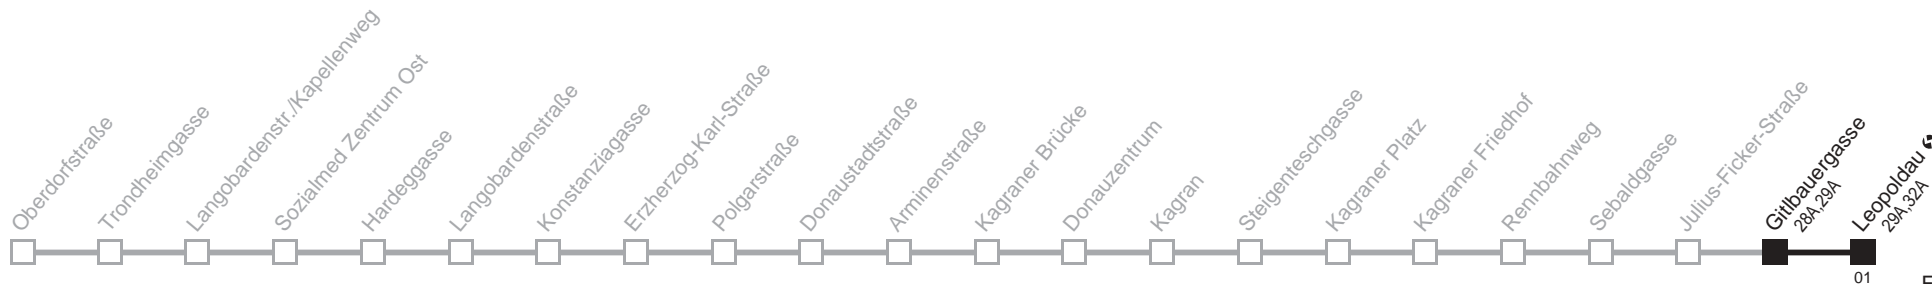 Oberdorfstraße
Trondheimgasse
Langobardenstr./Kapellenweg
Sozialmed Zentrum Ost
Hardeggasse
Langobardenstraße
Konstanziagasse
Erzherzog-Karl-Straße
Polgarstraße
Donaustadtstraße
Arminenstraße
Kagraner Brücke
Donauzentrum
Kagran
Steigenteschgasse
Kagraner Platz
Kagraner Friedhof
Rennbahnweg
Sebaldgasse
Julius-Ficker-Straße
Gitlbauergasse
28A,29A
Leopoldau
29A,32A
01